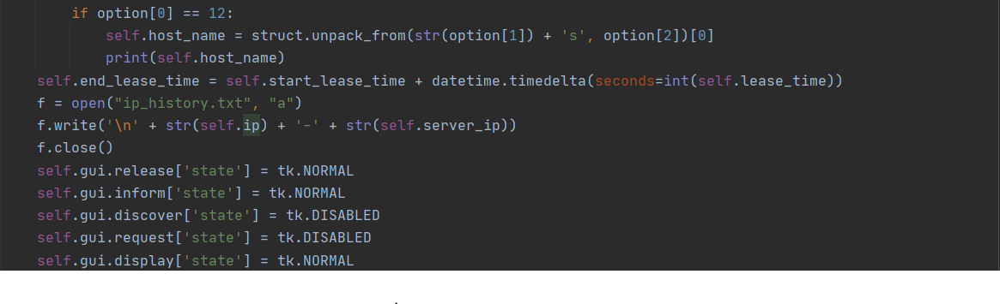 if option[0] == 12:
self.host_name = struct.unpack_from(str(option[1]) + 's', option[2])[0]
print(self.host_name)
self.end_lease_time = self.start_lease_time + datetime.timedelta(seconds=int(self.lease_time))
f = open("ip_history.txt", "a")
f.write('\n' + str(self.ip) + '-' + str(self.server_ip))
f.close()
self.gui.release['state'] = tk.NORMAL
self.gui.inform['state'] = tk.NORMAL
self.gui.discover['state'] = tk.DISABLED
self.gui.request['state'] = tk.DISABLED
self.gui.display['state'] = tk.NORMAL